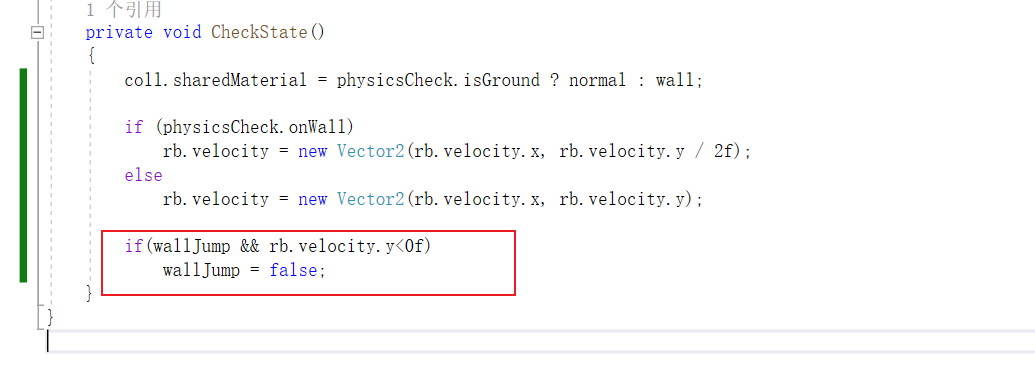 1 个引用
private void CheckState()
{
coll.sharedMaterial = physicsCheck.isGround ? normal : wall;
if (physicsCheck.onWall)
rb.velocity = new Vector2(rb.velocity.x, rb.velocity.y / 2f);
else
rb.velocity = new Vector2(rb.velocity.x, rb.velocity.y);
if(wallJump && rb.velocity.y<0f)
wallJump = false;
}
}